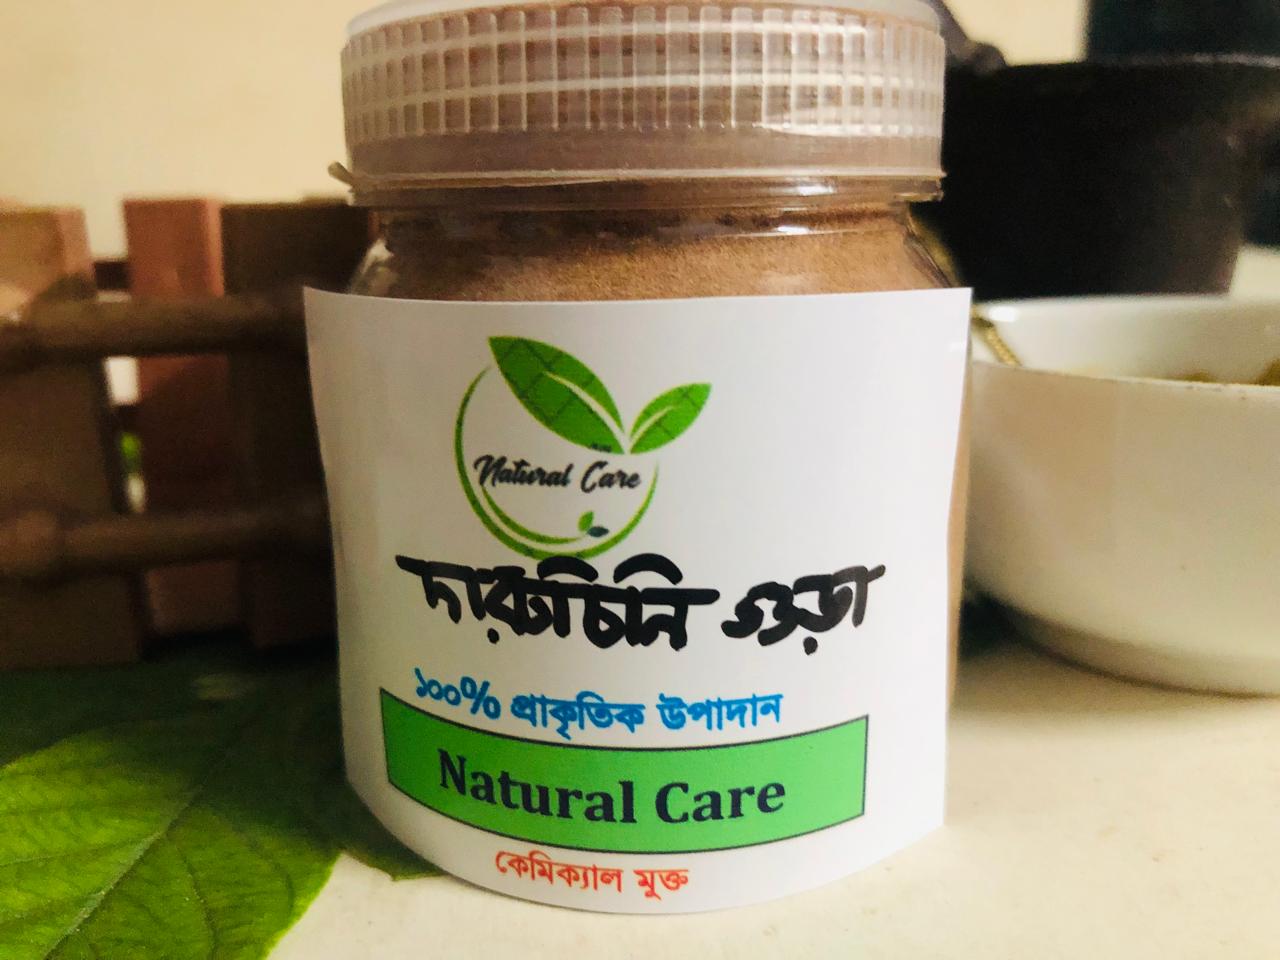 Natural Care
দারুচিনি গুড়া
১০০% প্রাকৃতিক উপাদান
Natural Care
কেমিক্যাল মুক্ত